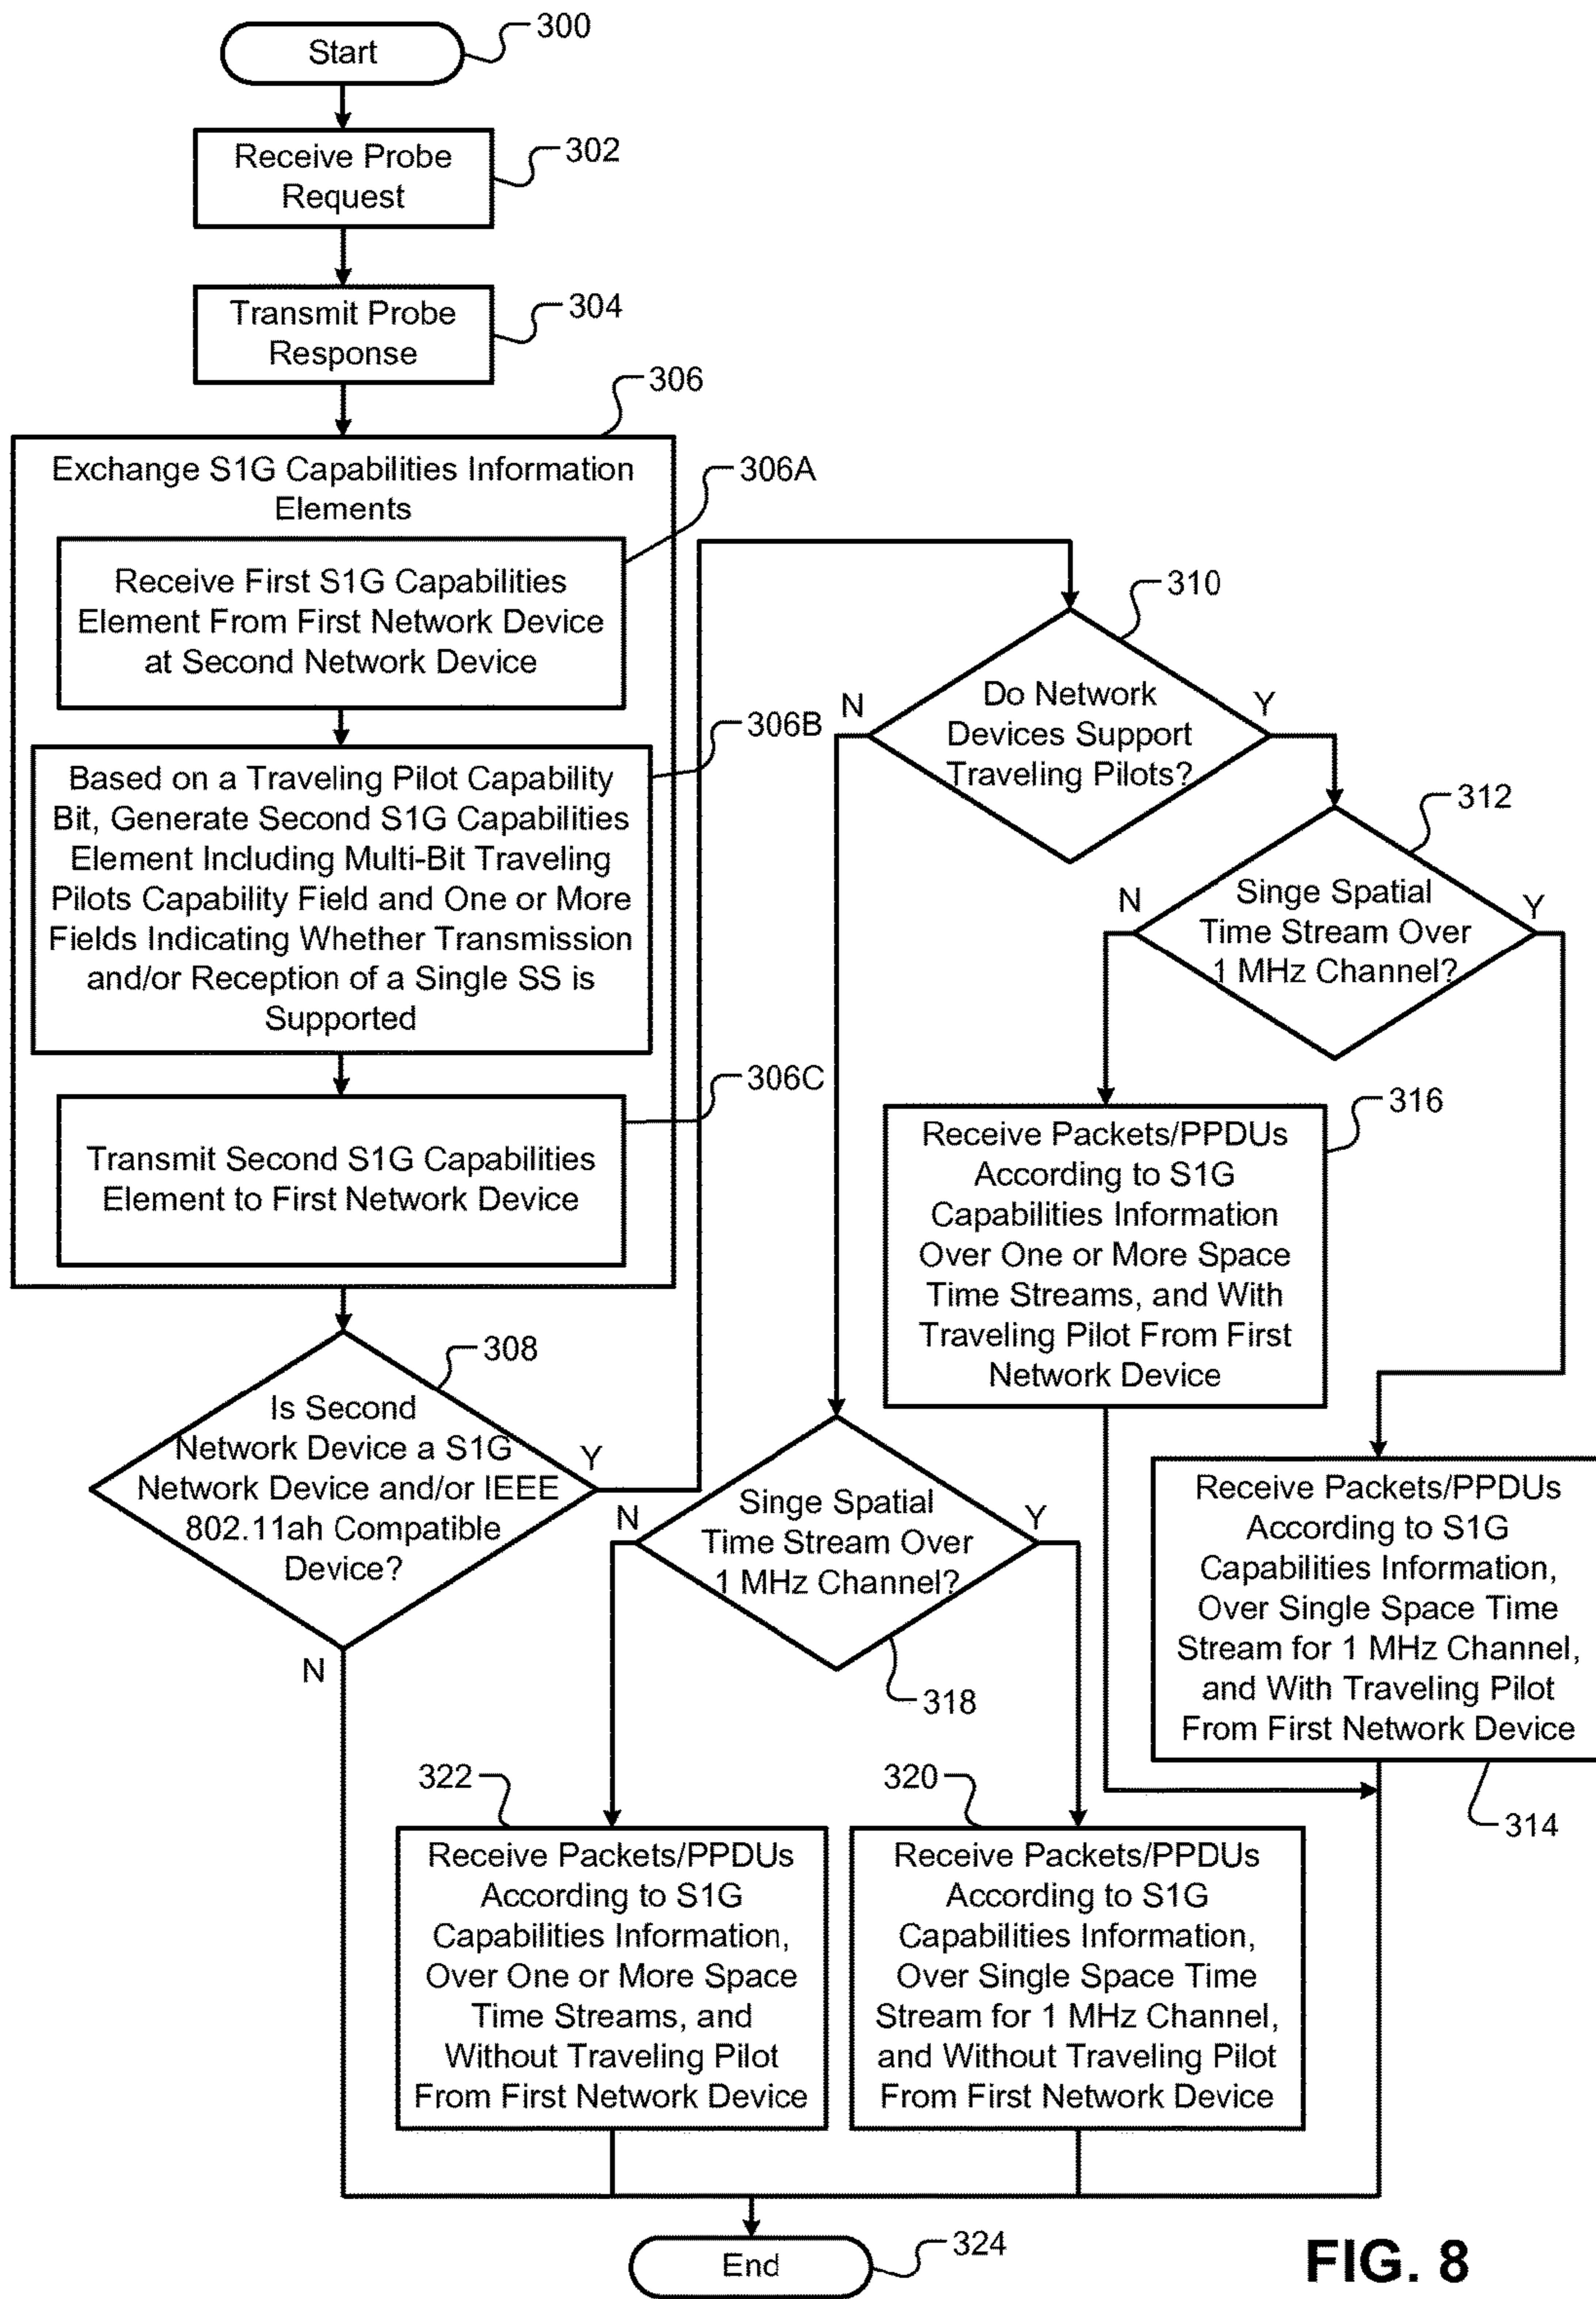 Start
300
Receive Probe
Request
302
Transmit Probe
Response
304
306
Exchange S1G Capabilities Information
Elements
306A
Receive First S1G Capabilities
Element From First Network Device
at Second Network Device
306B
Based on a Traveling Pilot Capability
Bit, Generate Second S1G Capabilities
Element Including Multi-Bit Traveling
Pilots Capability Field and One or More
Fields Indicating Whether Transmission
and/or Reception of a Single SS is
Supported
306C
Transmit Second S1G Capabilities
Element to First Network Device
308
Is Second
Network Device a S1G
Network Device and/or IEEE
802.11ah Compatible
Device?
Y
N
310
Do Network
Devices Support
Traveling Pilots?
N
Y
312
Singe Spatial
Time Stream Over
1 MHz Channel?
N
Y
316
Receive Packets/PPDUs
According to S1G
Capabilities Information
Over One or More Space
Time Streams, and With
Traveling Pilot From First
Network Device
Receive Packets/PPDUs
According to S1G
Capabilities Information,
Over Single Space Time
Stream for 1 MHz Channel,
and With Traveling Pilot
From First Network Device
314
Singe Spatial
Time Stream Over
1 MHz Channel?
N
Y
318
322
Receive Packets/PPDUs
According to S1G
Capabilities Information,
Over One or More Space
Time Streams, and
Without Traveling Pilot
From First Network Device
320
Receive Packets/PPDUs
According to S1G
Capabilities Information,
Over Single Space Time
Stream for 1 MHz Channel,
and Without Traveling Pilot
From First Network Device
End
324
FIG. 8